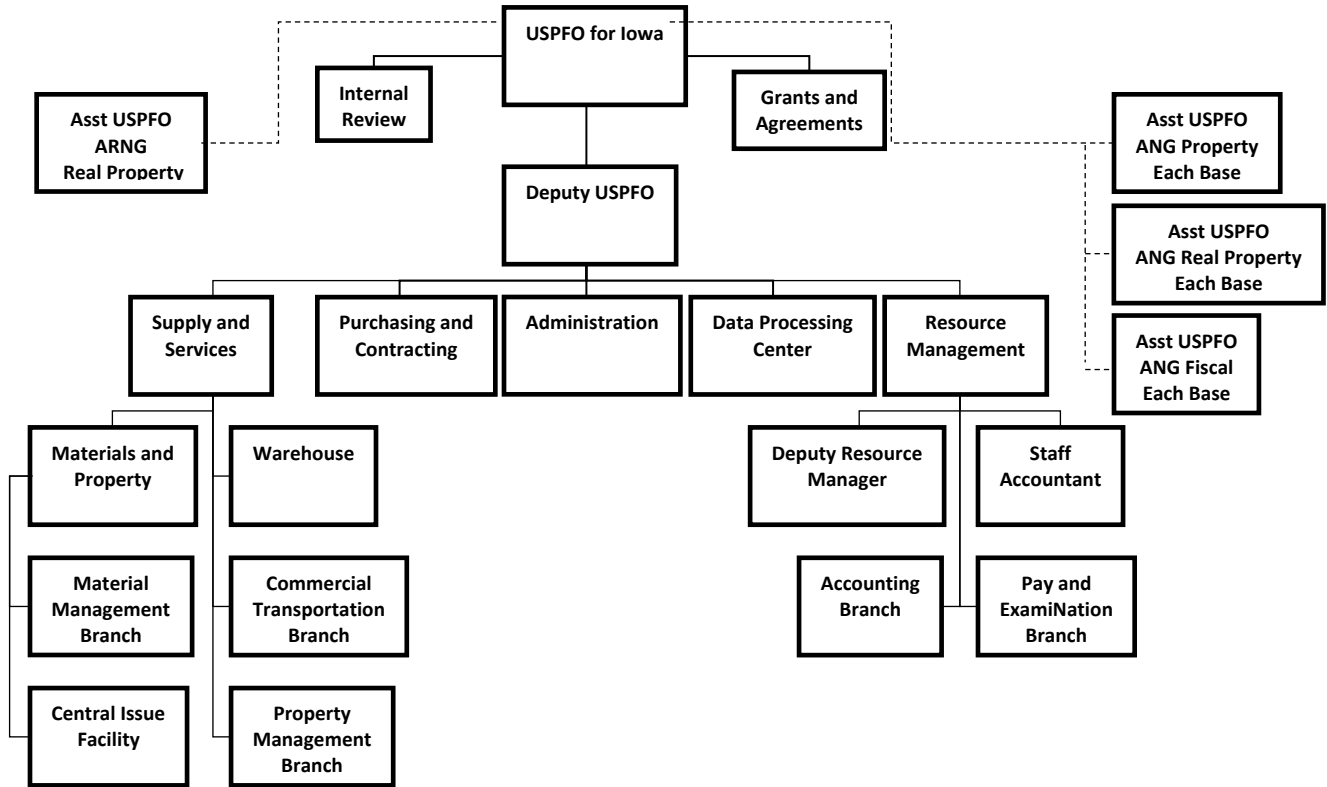 USPFO for Iowa
Internal
Review
Grants and
Agreements
Asst USPFO
ARNG
Real Property
Asst USPFO
ANG Property
Each Base
Deputy USPFO
Asst USPFO
ANG Real Property
Each Base
Supply and
Services
Purchasing and
Contracting
Administration
Data Processing
Center
Resource
Management
Asst USPFO
ANG Fiscal
Each Base
Materials and
Property
Warehouse
Deputy Resource
Manager
Staff
Accountant
Material
Management
Branch
Commercial
Transportation
Branch
Accounting
Branch
Pay and
ExamiNation
Branch
Central Issue
Facility
Property
Management
Branch